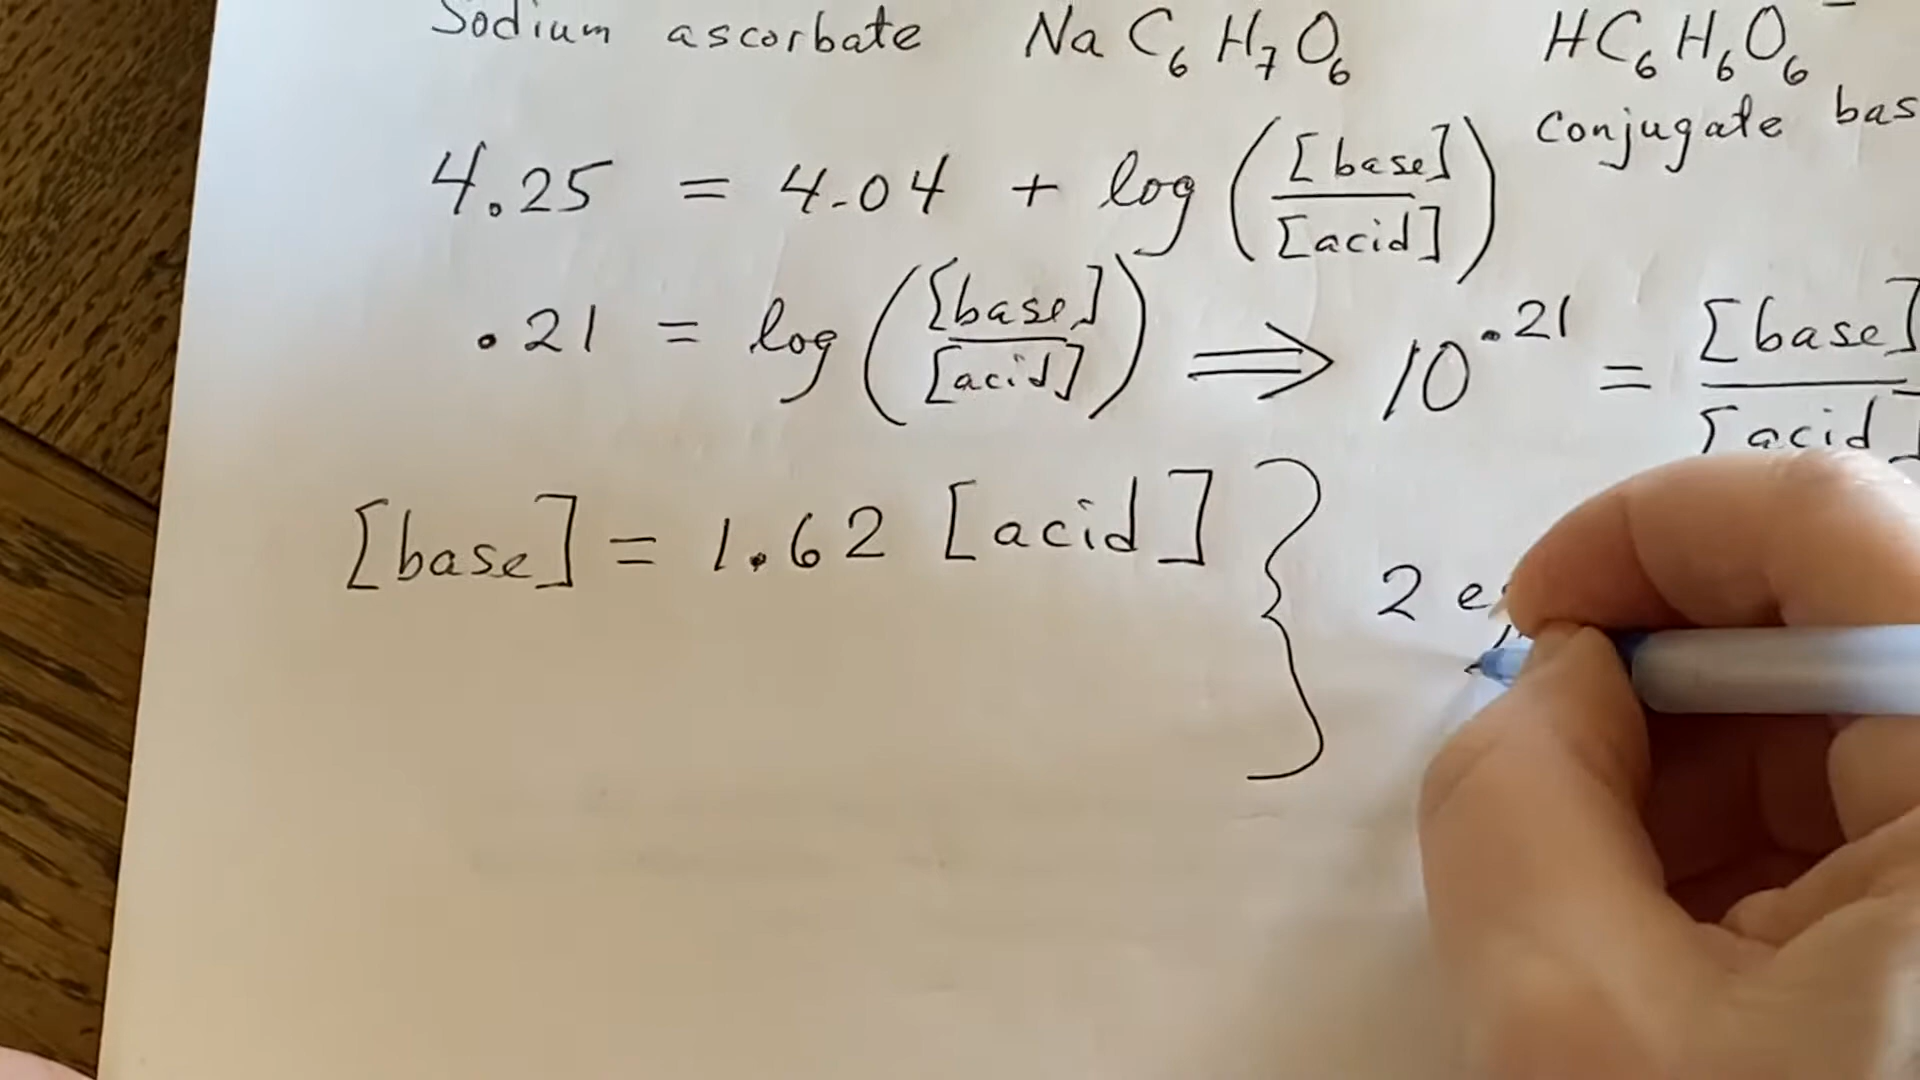 Sodium ascorbate NaC₆H₇O₆ HC₆H₆O₆⁻
conjugate bas
4.25 = 4.04 + log([base]/[acid])
.21 = log([base]/[acid]) ⟹ 10^.21 = [base]/[acid]
[base] = 1.62 [acid] } 2